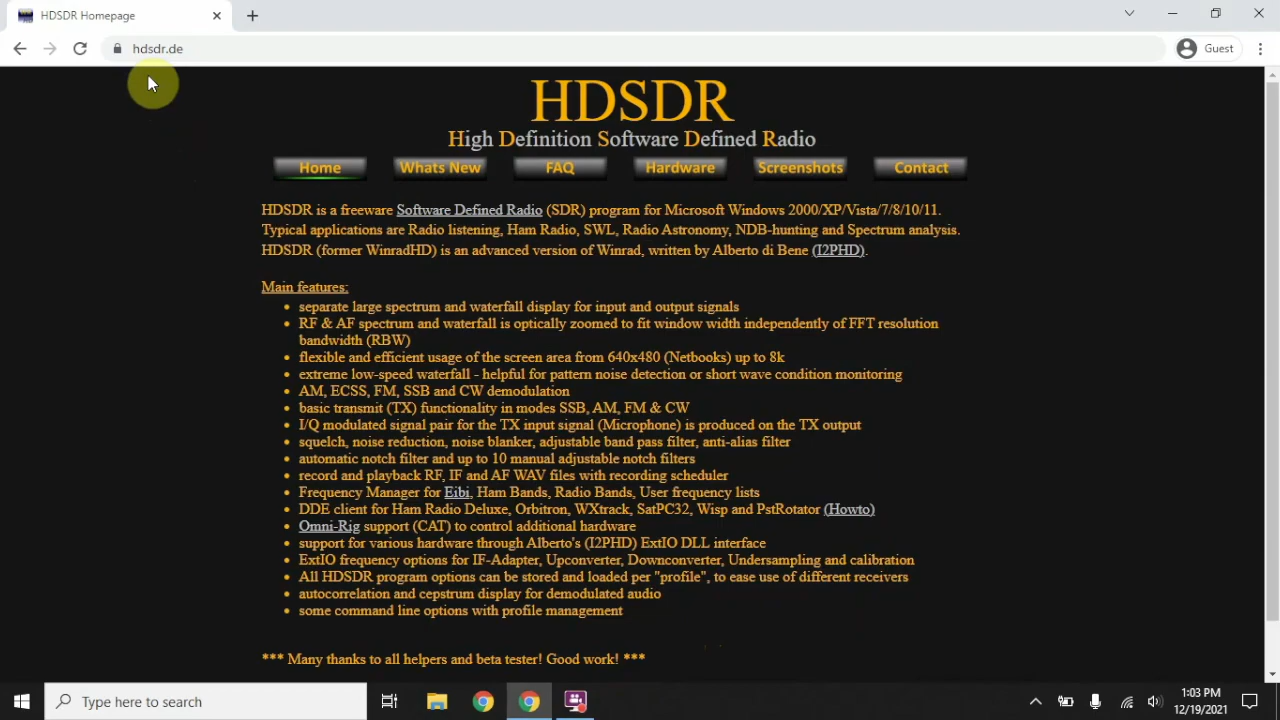 HDSDR Homepage
hdsdr.de
Guest
HDSDR
High Definition Software Defined Radio
Home Whats New FAQ Hardware Screenshots Contact
HDSDR is a freeware Software Defined Radio (SDR) program for Microsoft Windows 2000/XP/Vista/7/8/10/11.
Typical applications are Radio listening, Ham Radio, SWL, Radio Astronomy, NDB-hunting and Spectrum analysis.
HDSDR (former WinradHD) is an advanced version of Winrad, written by Alberto di Bene (I2PHD).
Main features:
• separate large spectrum and waterfall display for input and output signals
• RF & AF spectrum and waterfall is optically zoomed to fit window width independently of FFT resolution
bandwidth (RBW)
• flexible and efficient usage of the screen area from 640x480 (Netbooks) up to 8k
• extreme low-speed waterfall - helpful for pattern noise detection or short wave condition monitoring
• AM, ECSS, FM, SSB and CW demodulation
• basic transmit (TX) functionality in modes SSB, AM, FM & CW
• I/Q modulated signal pair for the TX input signal (Microphone) is produced on the TX output
• squelch, noise reduction, noise blanker, adjustable band pass filter, anti-alias filter
• automatic notch filter and up to 10 manual adjustable notch filters
• record and playback RF, IF and AF WAV files with recording scheduler
• Frequency Manager for Eibi, Ham Bands, Radio Bands, User frequency lists
• DDE client for Ham Radio Deluxe, Orbitron, WXtrack, SatPC32, Wisp and PstRotator (Howto)
• Omni-Rig support (CAT) to control additional hardware
• support for various hardware through Alberto's (I2PHD) ExtIO DLL interface
• ExtIO frequency options for IF-Adapter, Upconverter, Downconverter, Undersampling and calibration
• All HDSDR program options can be stored and loaded per "profile", to ease use of different receivers
• autocorrelation and cepstrum display for demodulated audio
• some command line options with profile management
*** Many thanks to all helpers and beta tester! Good work! ***
Type here to search
1:03 PM
12/19/2021